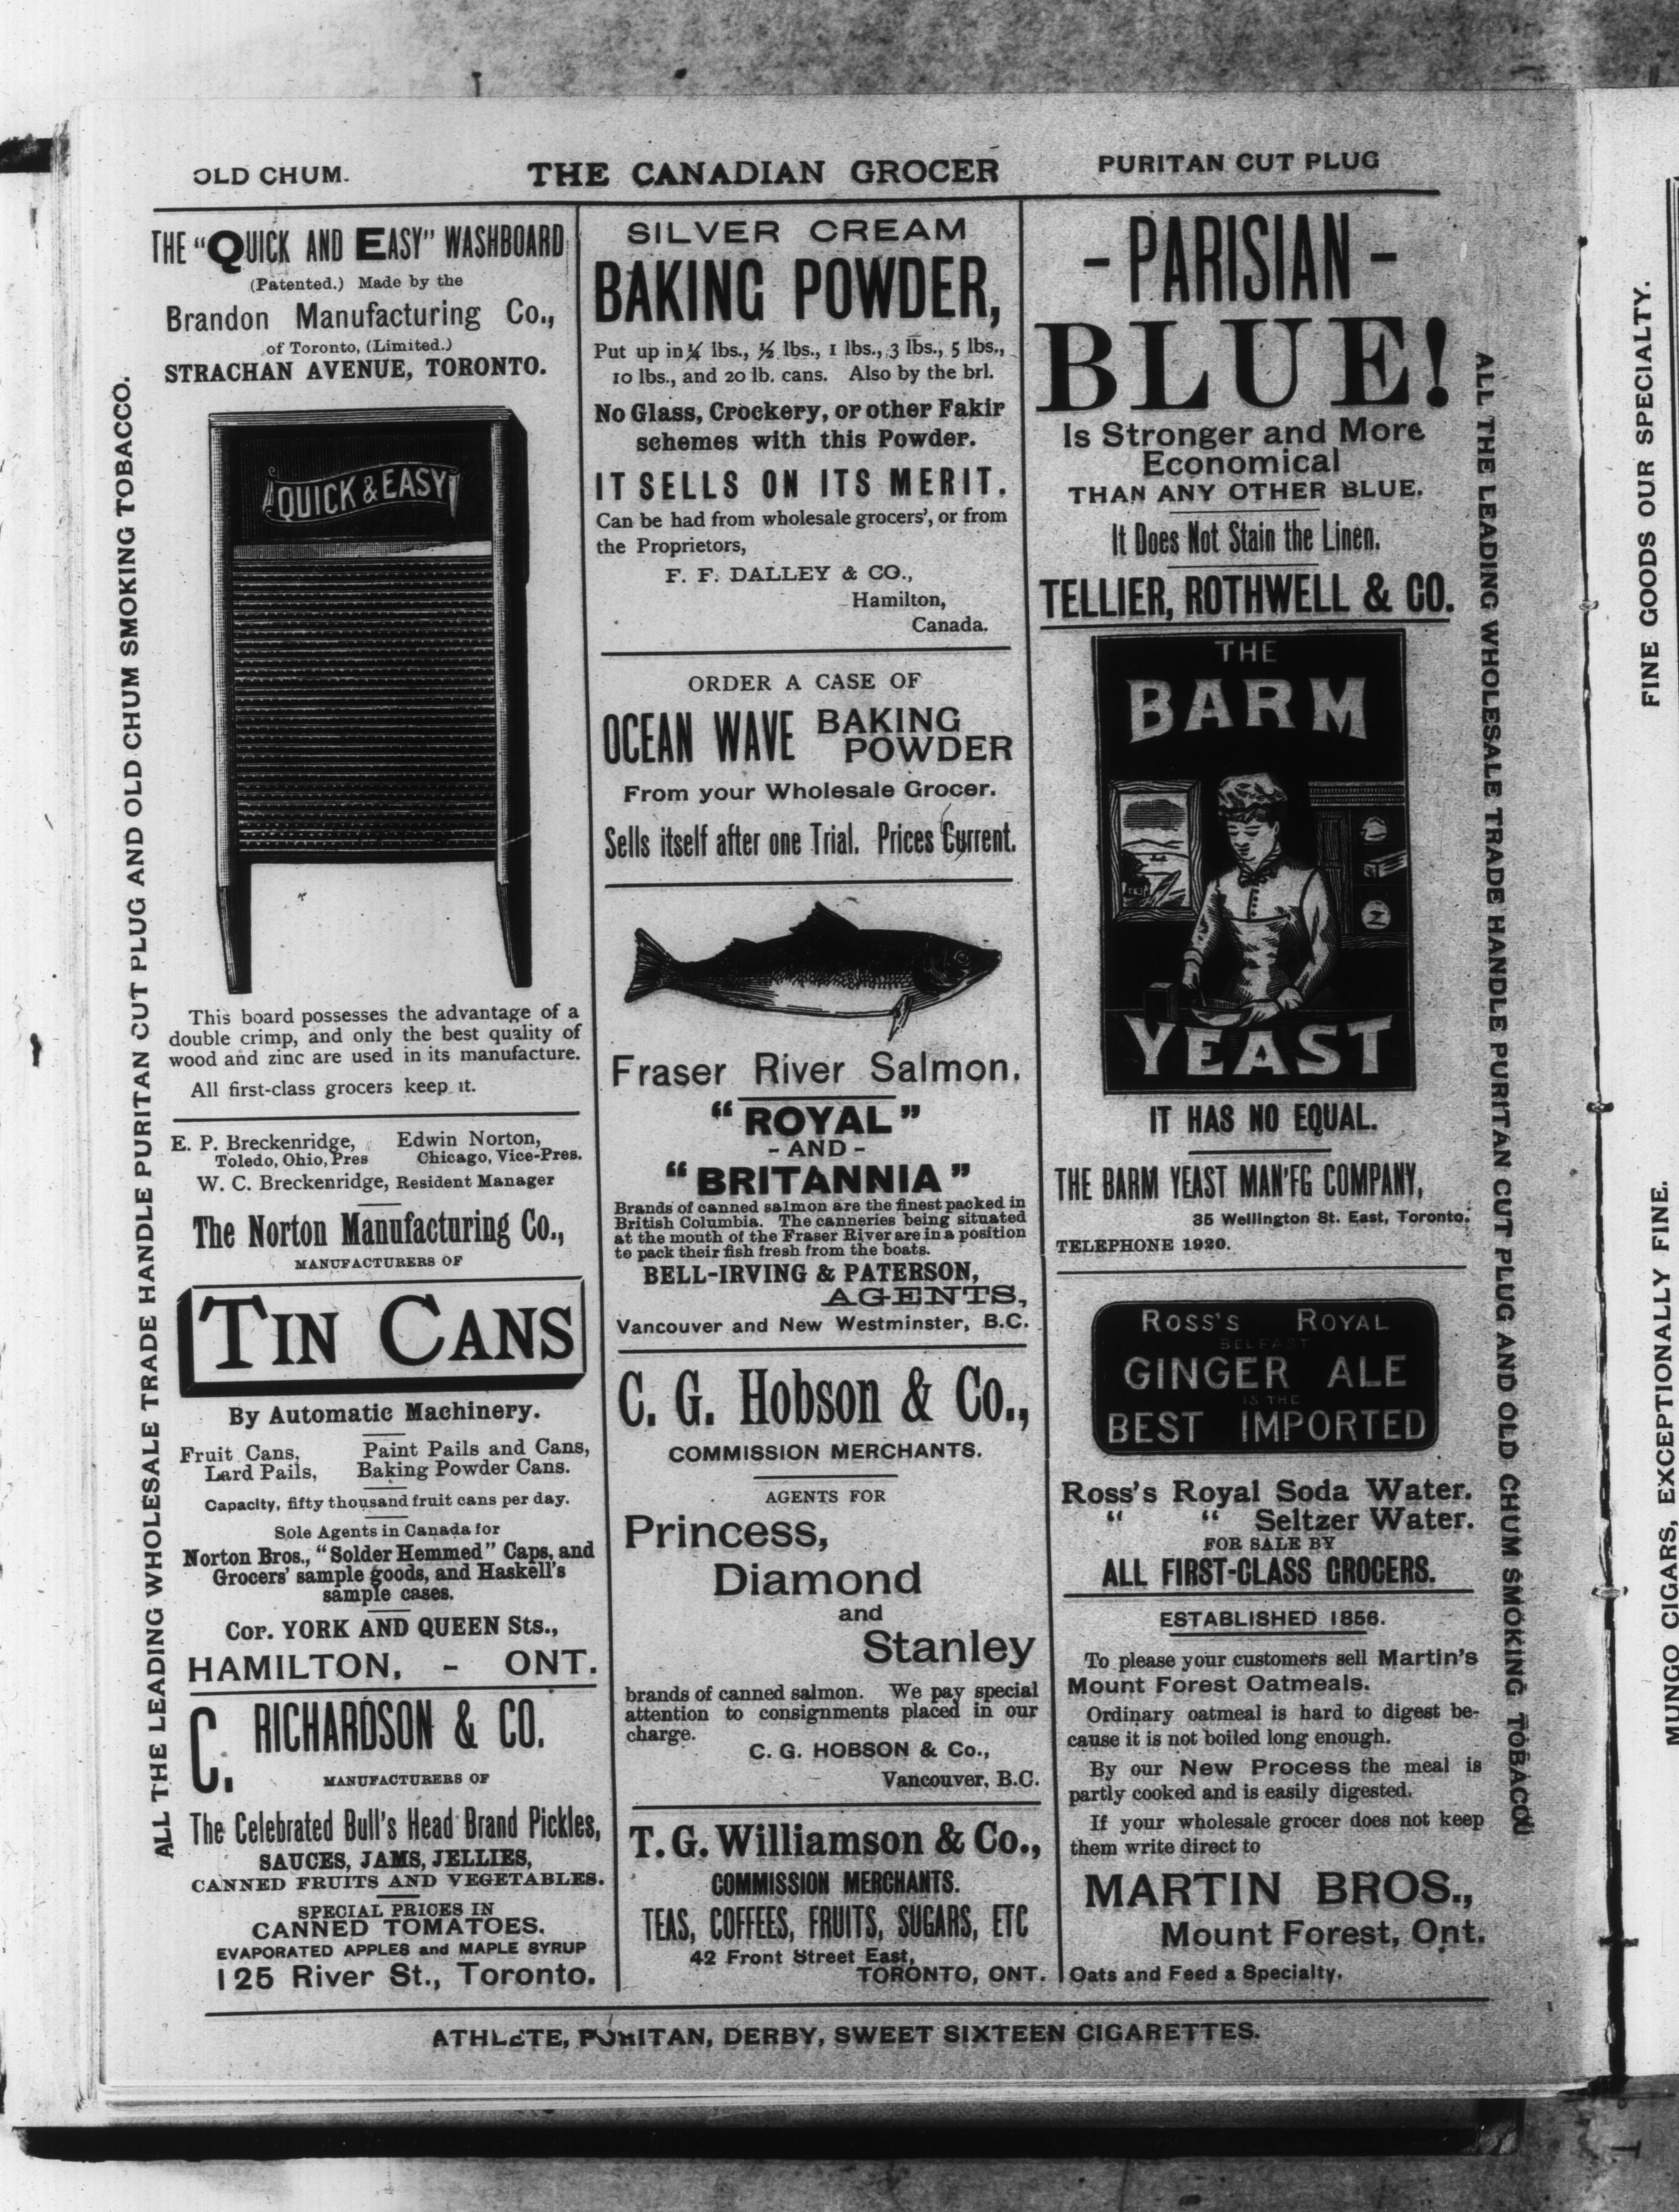 OLD CHUM.
THE CANADIAN GROCER
PURITAN CUT PLUG
ALL THE LEADING WHOLESALE TRADE HANDLE PURITAN CUT PLUG AND OLD CHUM SMOKING TOBACCO.
THE "QUICK AND EASY" WASHBOARD
(Patented.) Made by the
Brandon Manufacturing Co.,
of Toronto, (Limited.)
STRACHAN AVENUE, TORONTO.
QUICK & EASY
This board possesses the advantage of a
double crimp, and only the best quality of
wood and zinc are used in its manufacture.
All first-class grocers keep it.
E. P. Breckenridge, Edwin Norton,
Toledo, Ohio, Pres Chicago, Vice-Pres.
W. C. Breckenridge, Resident Manager
The Norton Manufacturing Co.,
MANUFACTURERS OF
TIN CANS
By Automatic Machinery.
Fruit Cans, Paint Pails and Cans,
Lard Pails, Baking Powder Cans.
Capacity, fifty thousand fruit cans per day.
Sole Agents in Canada for
Norton Bros., "Solder Hemmed" Caps, and
Grocers' sample goods, and Haskell's
sample cases.
Cor. YORK AND QUEEN Sts.,
HAMILTON, - ONT.
C. RICHARDSON & CO.
MANUFACTURERS OF
The Celebrated Bull's Head Brand Pickles,
SAUCES, JAMS, JELLIES,
CANNED FRUITS AND VEGETABLES.
SPECIAL PRICES IN
CANNED TOMATOES.
EVAPORATED APPLES and MAPLE SYRUP
125 River St., Toronto.
SILVER CREAM
BAKING POWDER,
Put up in ¼ lbs., ½ lbs., 1 lbs., 3 lbs., 5 lbs.,
10 lbs., and 20 lb. cans. Also by the brl.
No Glass, Crockery, or other Fakir
schemes with this Powder.
IT SELLS ON ITS MERIT.
Can be had from wholesale grocers', or from
the Proprietors,
F. F. DALLEY & CO.,
Hamilton,
Canada.
ORDER A CASE OF
OCEAN WAVE BAKING
POWDER
From your Wholesale Grocer.
Sells itself after one Trial. Prices Current.
Fraser River Salmon.
"ROYAL"
- AND -
"BRITANNIA"
Brands of canned salmon are the finest packed in
British Columbia. The canneries being situated
at the mouth of the Fraser River are in a position
to pack their fish fresh from the boats.
BELL-IRVING & PATERSON,
AGENTS,
Vancouver and New Westminster, B.C.
C. G. Hobson & Co.,
COMMISSION MERCHANTS.
AGENTS FOR
Princess,
Diamond
and
Stanley
brands of canned salmon. We pay special
attention to consignments placed in our
charge.
C. G. HOBSON & Co.,
Vancouver, B.C.
T. G. Williamson & Co.,
COMMISSION MERCHANTS.
TEAS, COFFEES, FRUITS, SUGARS, ETC
42 Front Street East,
TORONTO, ONT.
- PARISIAN -
BLUE!
Is Stronger and More
Economical
THAN ANY OTHER BLUE.
It Does Not Stain the Linen.
TELLIER, ROTHWELL & CO.
THE
BARM
YEAST
IT HAS NO EQUAL.
THE BARM YEAST MAN'FG COMPANY,
35 Wellington St. East, Toronto.
TELEPHONE 1920.
ROSS'S ROYAL
BELFAST
GINGER ALE
IS THE
BEST IMPORTED
Ross's Royal Soda Water.
" " Seltzer Water.
FOR SALE BY
ALL FIRST-CLASS GROCERS.
ESTABLISHED 1856.
To please your customers sell Martin's
Mount Forest Oatmeals.
Ordinary oatmeal is hard to digest be-
cause it is not boiled long enough.
By our New Process the meal is
partly cooked and is easily digested.
If your wholesale grocer does not keep
them write direct to
MARTIN BROS.,
Mount Forest, Ont.
Oats and Feed a Specialty.
ALL THE LEADING WHOLESALE TRADE HANDLE PURITAN CUT PLUG AND OLD CHUM SMOKING TOBACCO
ATHLETE, PURITAN, DERBY, SWEET SIXTEEN CIGARETTES.
MUNGO CIGARS, EXCEPTIONALLY FINE.
FINE GOODS OUR SPECIALTY.